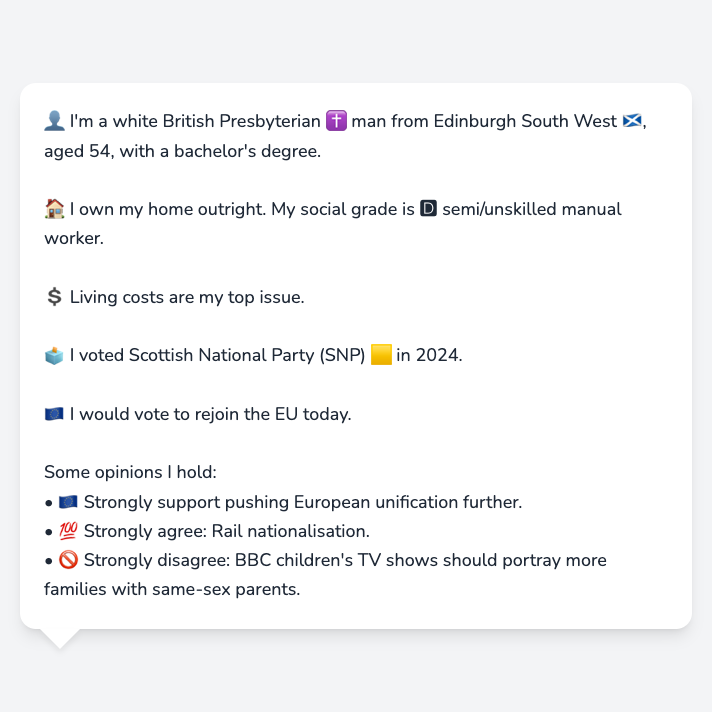 👤 I'm a white British Presbyterian ✝️ man from Edinburgh South West 🏴󠁧󠁢󠁳󠁣󠁴󠁿,
aged 54, with a bachelor's degree.
🏠 I own my home outright. My social grade is 🅳 semi/unskilled manual
worker.
💲 Living costs are my top issue.
🗳️ I voted Scottish National Party (SNP) 🟨 in 2024.
🇪🇺 I would vote to rejoin the EU today.
Some opinions I hold:
• 🇪🇺 Strongly support pushing European unification further.
• 💯 Strongly agree: Rail nationalisation.
• 🚫 Strongly disagree: BBC children's TV shows should portray more
families with same-sex parents.